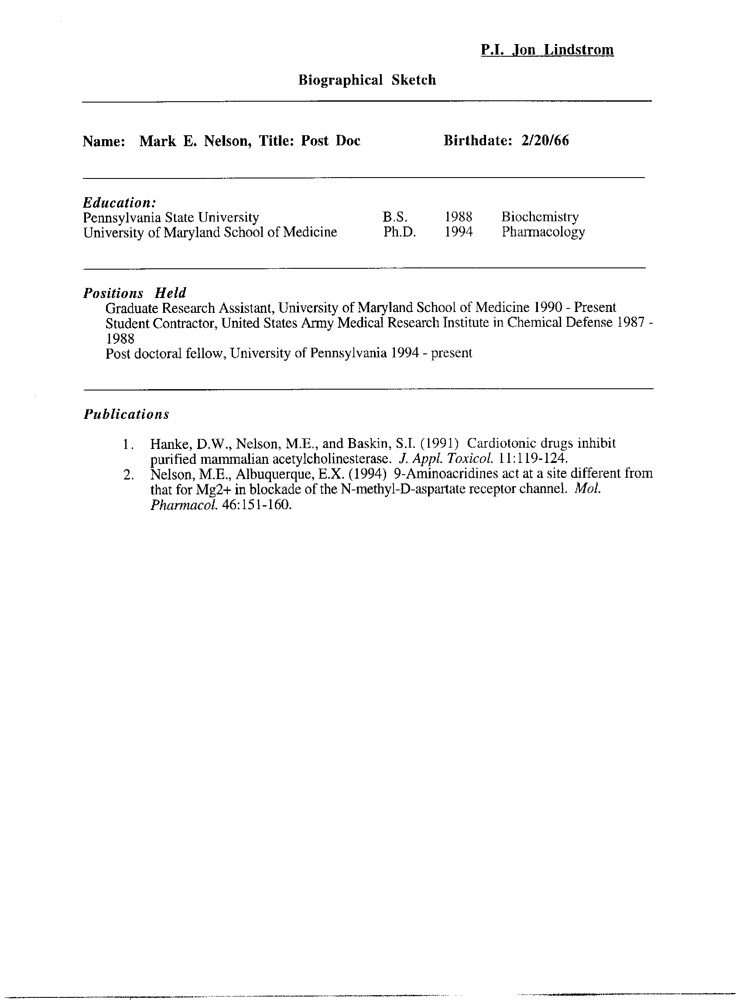 P.I. Jon Lindstrom
Biographical Sketch
Name: Mark E. Nelson, Title: Post Doc Birthdate: 2/20/66
Education:
Pennsylvania State University B.S. 1988 Biochemistry
University of Maryland School of Medicine Ph.D. 1994 Pharmacology
Positions Held
Graduate Research Assistant, University of Maryland School of Medicine 1990 - Present
Student Contractor, United States Army Medical Research Institute in Chemical Defense 1987 -
1988
Post doctoral fellow, University of Pennsylvania 1994 - present
Publications
1. Hanke, D.W., Nelson, M.E., and Baskin, S.I. (1991) Cardiotonic drugs inhibit
purified mammalian acetylcholinesterase. J. Appl. Toxicol. 11:119-124.
2. Nelson, M.E., Albuquerque, E.X. (1994) 9-Aminoacridines act at a site different from
that for Mg2+ in blockade of the N-methyl-D-aspartate receptor channel. Mol.
Pharmacol. 46:151-160.